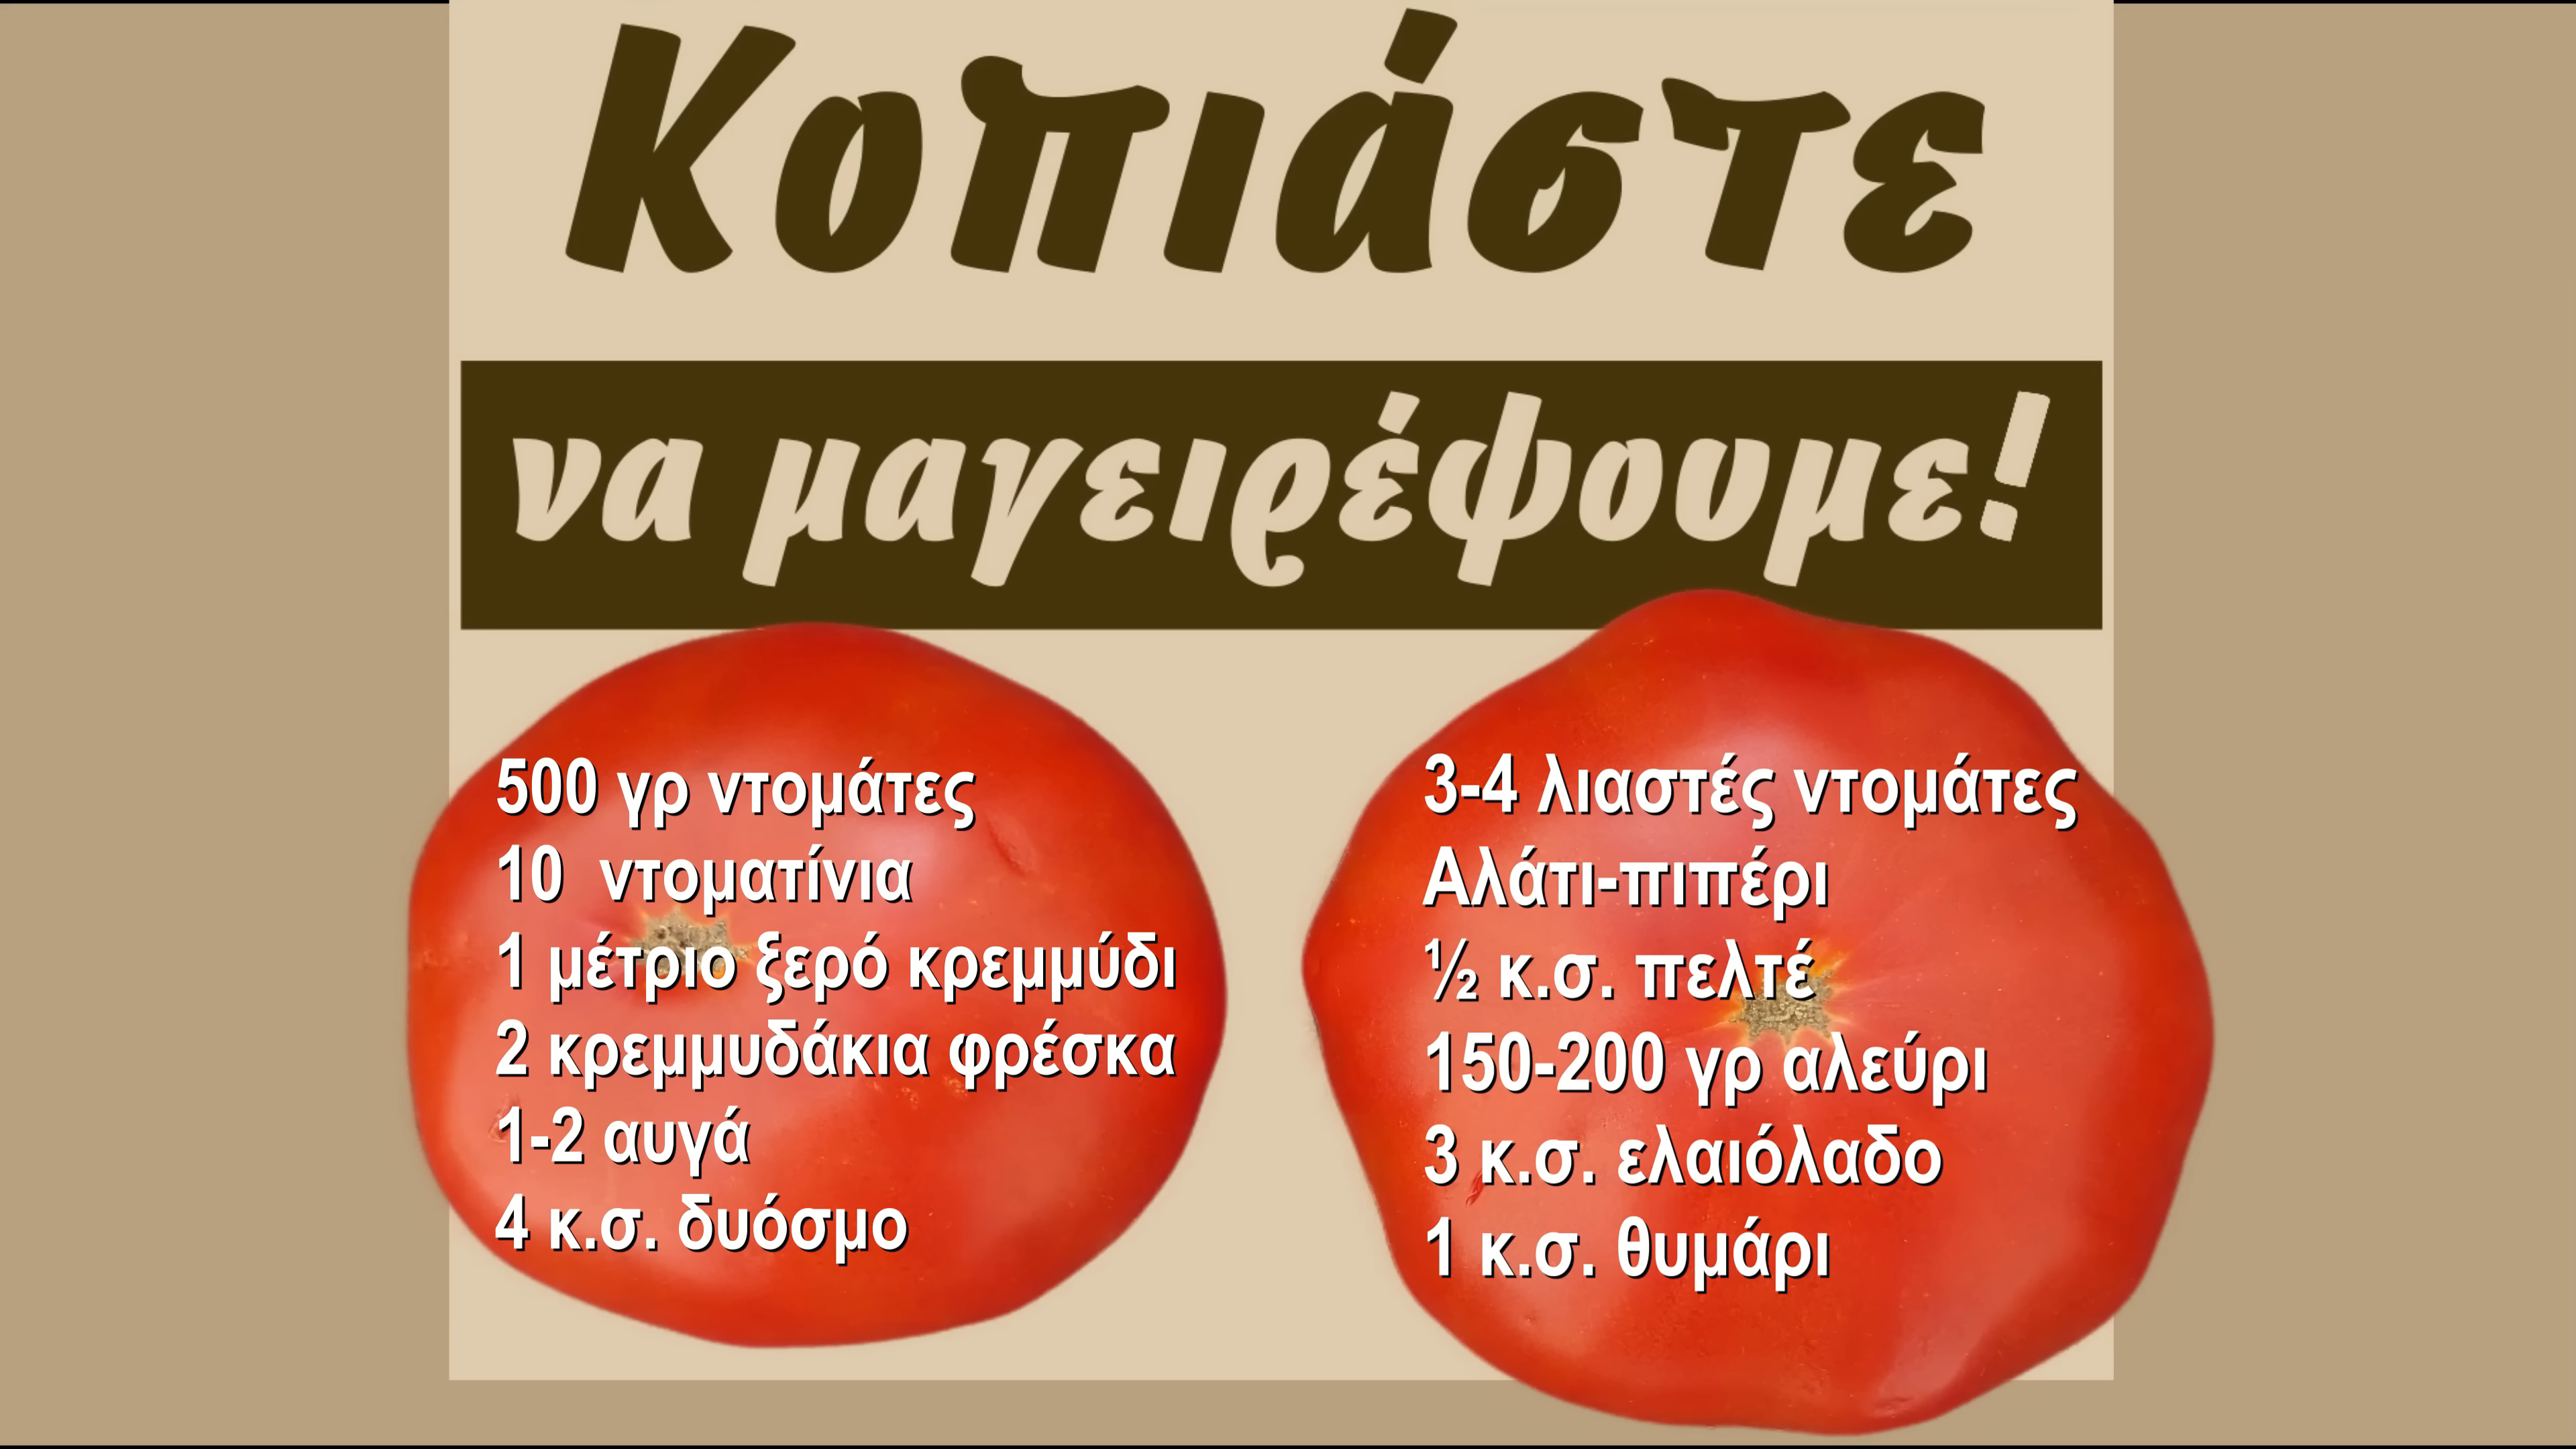 Κοπιάστε
να μαγειρέψουμε!
500 γρ ντομάτες
10 ντοματίνια
1 μέτριο ξερό κρεμμύδι
2 κρεμμυδάκια φρέσκα
1-2 αυγά
4 κ.σ. δυόσμο
3-4 λιαστές ντομάτες
Αλάτι-πιπέρι
½ κ.σ. πελτέ
150-200 γρ αλεύρι
3 κ.σ. ελαιόλαδο
1 κ.σ. θυμάρι